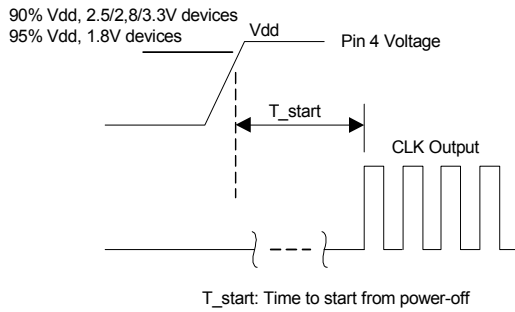 90% Vdd, 2.5/2,8/3.3V devices
95% Vdd, 1.8V devices
Vdd
Pin 4 Voltage
T_start
CLK Output
T_start: Time to start from power-off